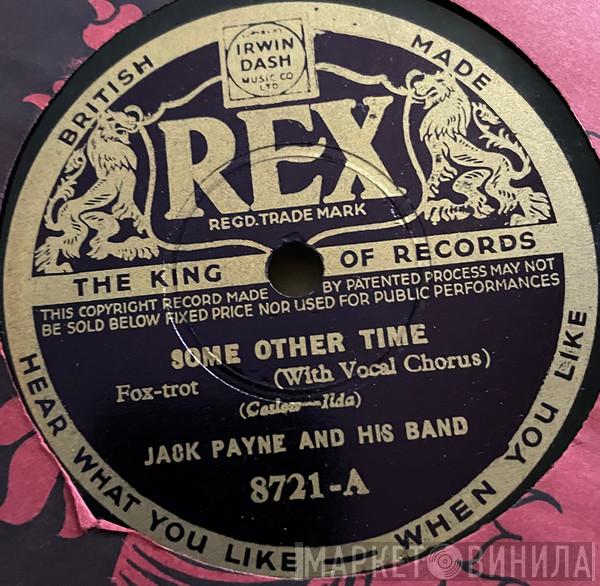 IRWIN
DASH
MUSIC CO
LTD
BRITISH MADE
REX
REGD. TRADE MARK
THE KING OF RECORDS
THIS COPYRIGHT RECORD MADE BY PATENTED PROCESS MAY NOT
BE SOLD BELOW FIXED PRICE NOR USED FOR PUBLIC PERFORMANCES
SOME OTHER TIME
Fox-trot (With Vocal Chorus)
(Ilda)
JACK PAYNE AND HIS BAND
8721-A
HEAR WHAT YOU LIKE WHEN YOU LIKE
МАРКЕТ ВИНИЛА